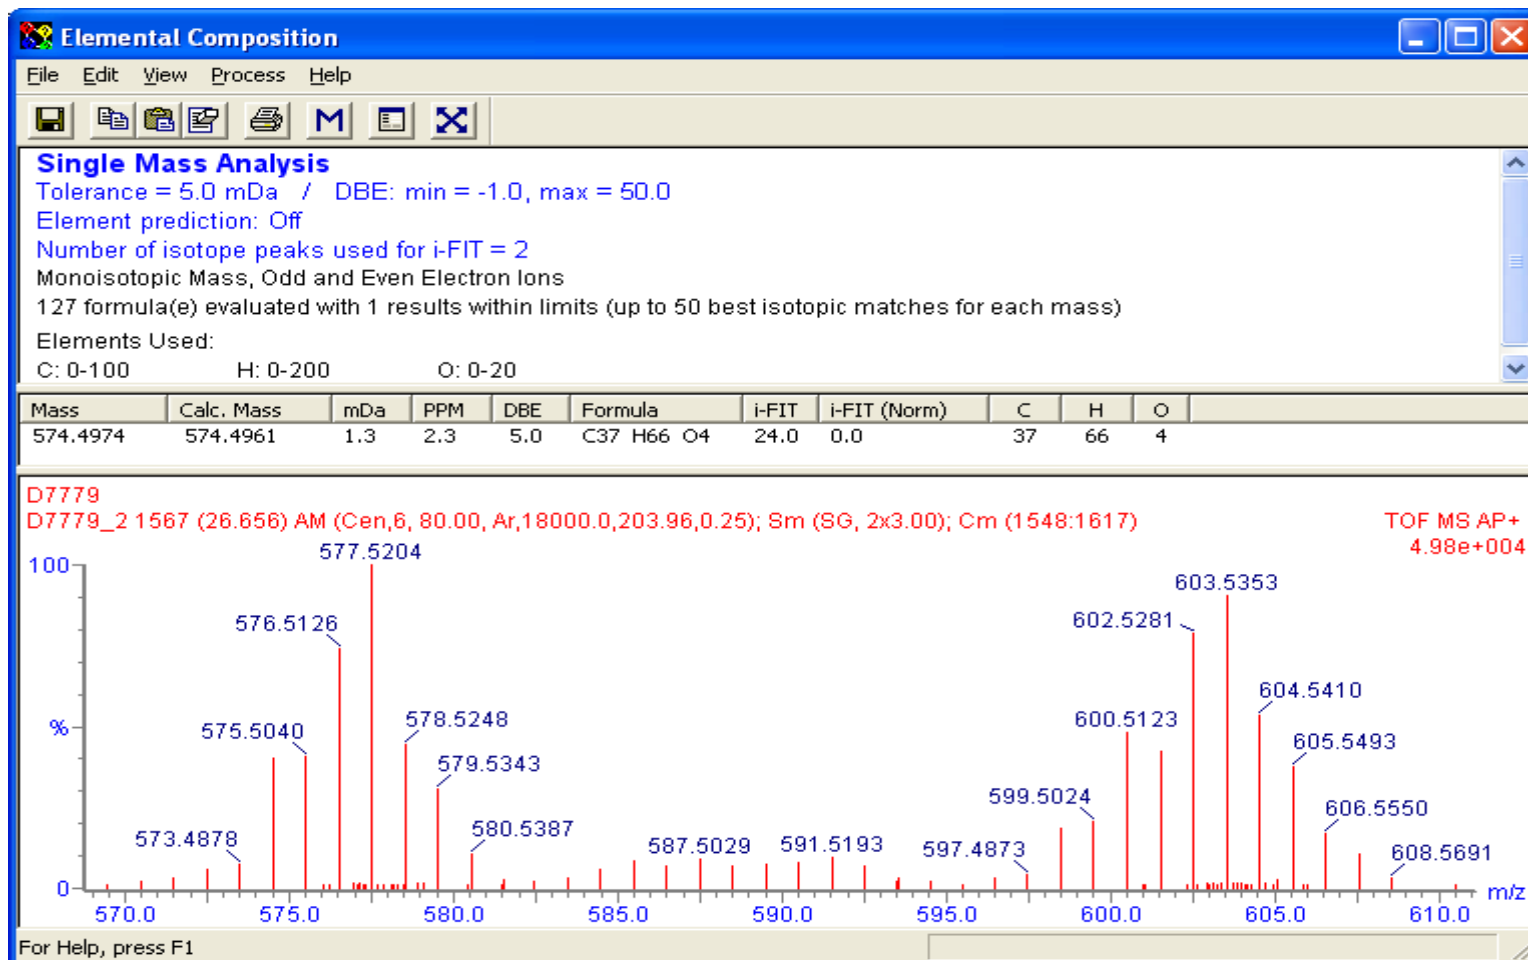 Elemental Composition
File Edit View Process Help
M
Single Mass Analysis
Tolerance = 5.0 mDa / DBE: min = -1.0, max = 50.0
Element prediction: Off
Number of isotope peaks used for i-FIT = 2
Monoisotopic Mass, Odd and Even Electron Ions
127 formula(e) evaluated with 1 results within limits (up to 50 best isotopic matches for each mass)
Elements Used:
C: 0-100 H: 0-200 O: 0-20
Mass Calc. Mass mDa PPM DBE Formula i-FIT i-FIT (Norm) C H O
574.4974 574.4961 1.3 2.3 5.0 C37 H66 O4 24.0 0.0 37 66 4
D7779
D7779_2 1567 (26.656) AM (Cen,6, 80.00, Ar,18000.0,203.96,0.25); Sm (SG, 2x3.00); Cm (1548:1617)
TOF MS AP+
4.98e+004
100
%
0
577.5204
576.5126
575.5040
573.4878
578.5248
579.5343
580.5387
587.5029
591.5193
597.4873
599.5024
600.5123
602.5281
603.5353
604.5410
605.5493
606.5550
608.5691
570.0 575.0 580.0 585.0 590.0 595.0 600.0 605.0 610.0
m/z
For Help, press F1